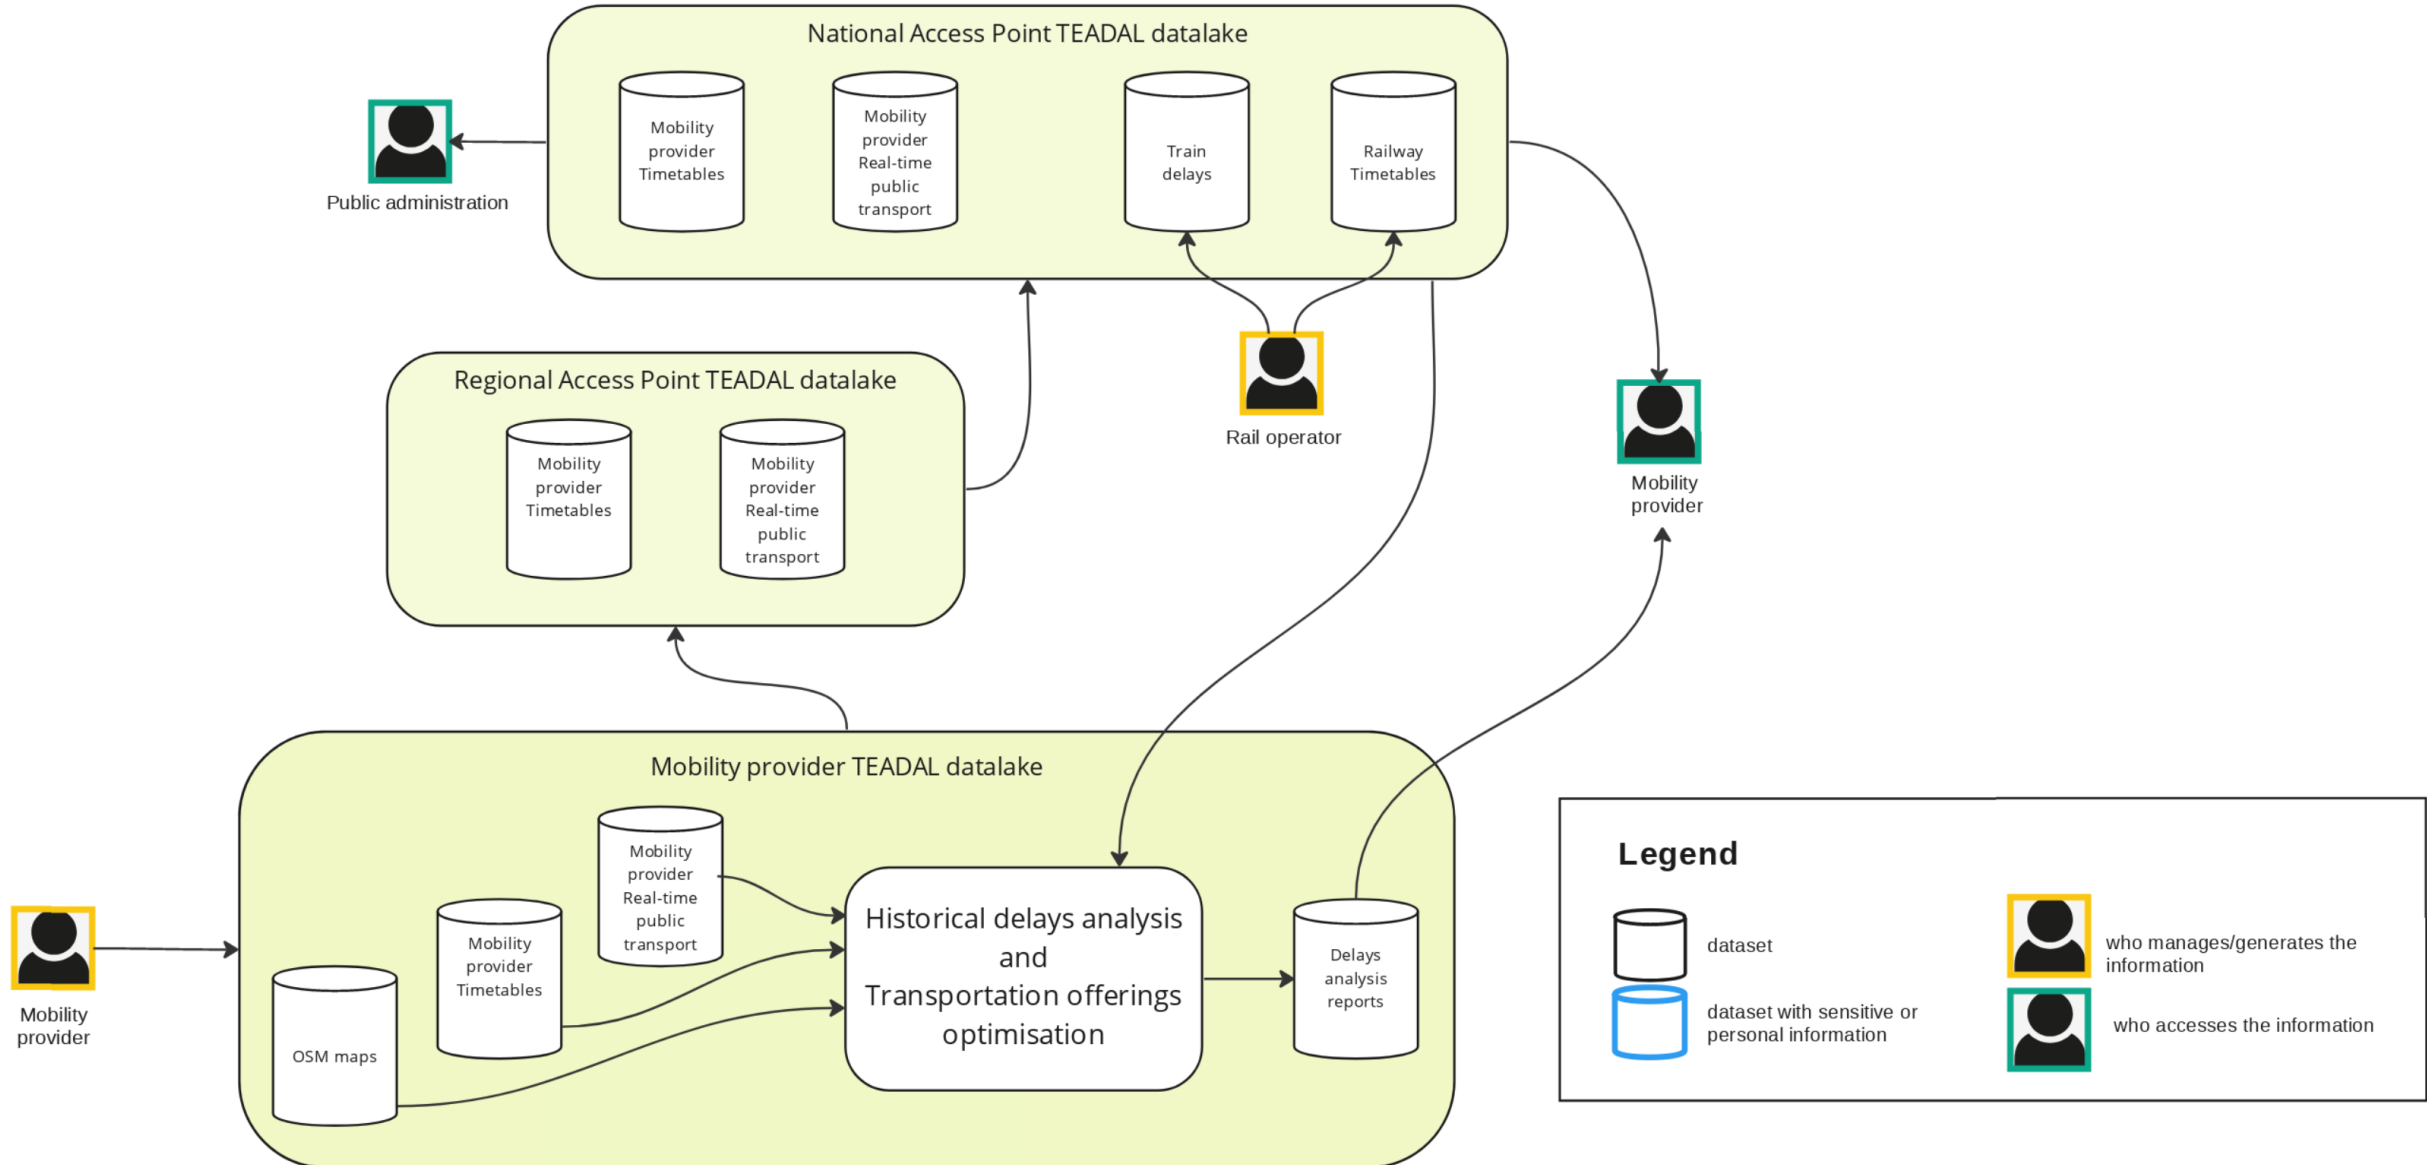 National Access Point TEADAL datalake
Mobility
provider
Timetables
Mobility
provider
Real-time
public
transport
Train
delays
Railway
Timetables
Public administration
Regional Access Point TEADAL datalake
Mobility
provider
Timetables
Mobility
provider
Real-time
public
transport
Rail operator
Mobility
provider
Mobility provider TEADAL datalake
Mobility
provider
Real-time
public
transport
Mobility
provider
Timetables
OSM maps
Historical delays analysis
and
Transportation offerings
optimisation
Delays
analysis
reports
Mobility
provider
Legend
dataset
dataset with sensitive or
personal information
who manages/generates the
information
who accesses the information